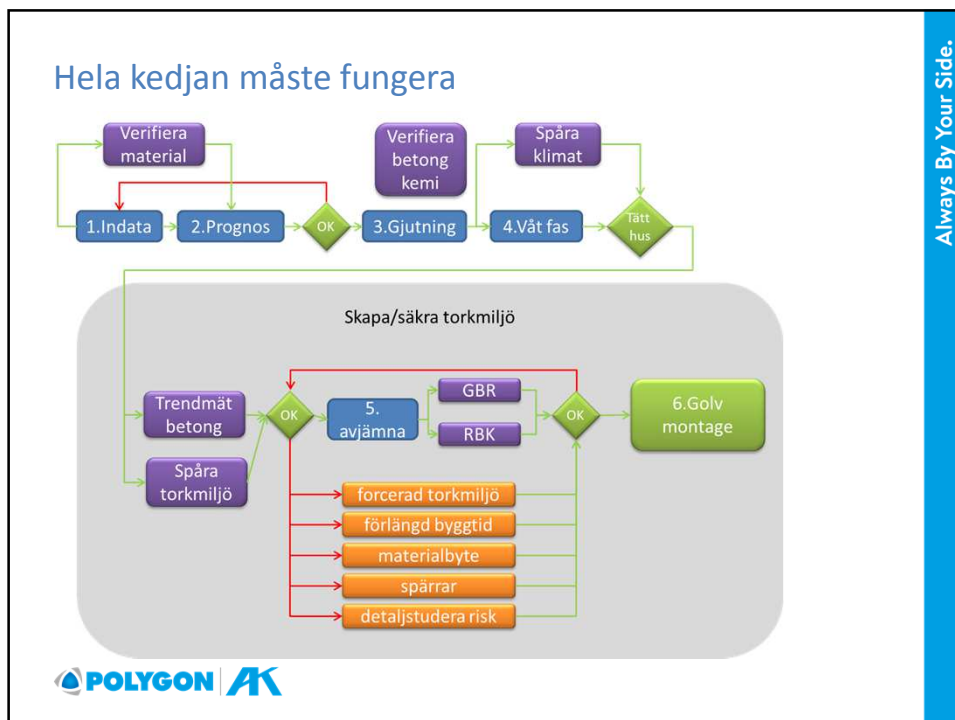 Hela kedjan måste fungera
Always By Your Side.
Verifiera
material
Verifiera
betong
kemi
Spåra
klimat
1.Indata
2.Prognos
OK
3.Gjutning
4.Våt fas
Tätt
hus
Skapa/säkra torkmiljö
Trendmät
betong
Spåra
torkmiljö
OK
5.
avjämna
GBR
RBK
OK
6.Golv
montage
forcerad torkmiljö
förlängd byggtid
materialbyte
spärrar
detaljstudera risk
POLYGON AK